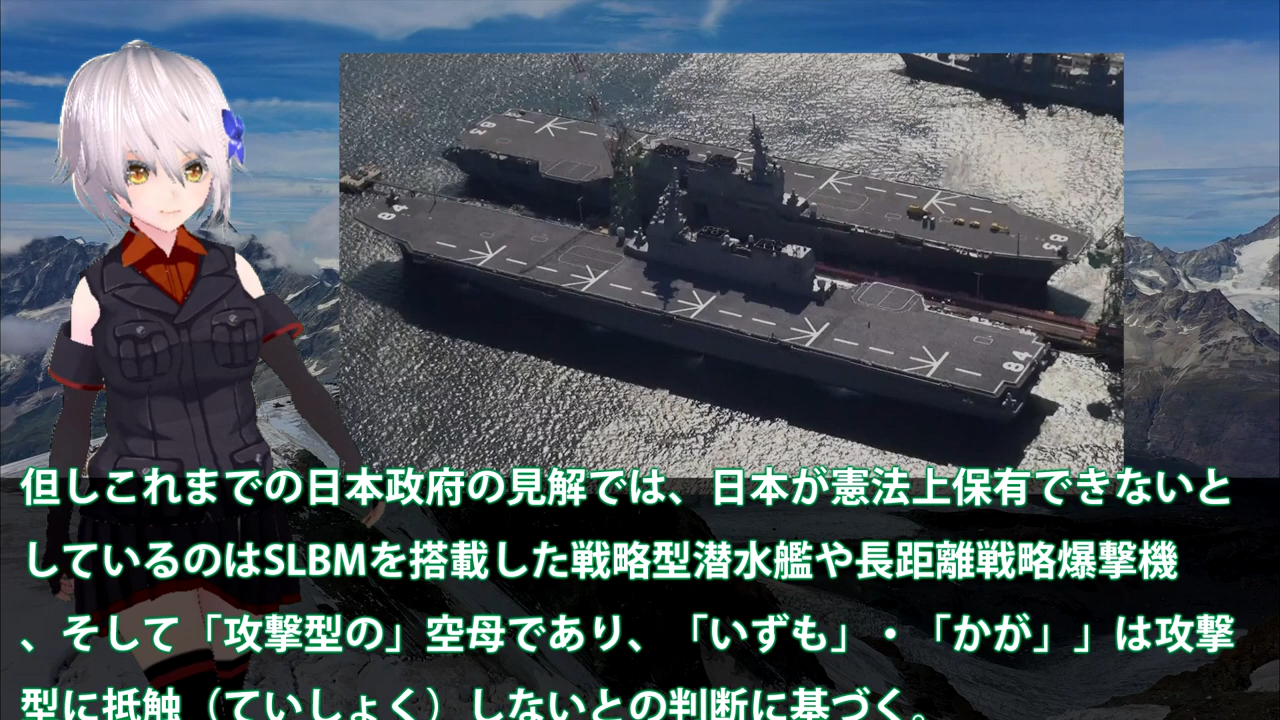 83
84
83
84
但しこれまでの日本政府の見解では、日本が憲法上保有できないと
しているのはSLBMを搭載した戦略型潜水艦や長距離戦略爆撃機
、そして「攻撃型の」空母であり、「いずも」・「かが」」は攻撃
型に抵触（ていしょく）しないとの判断に基づく。